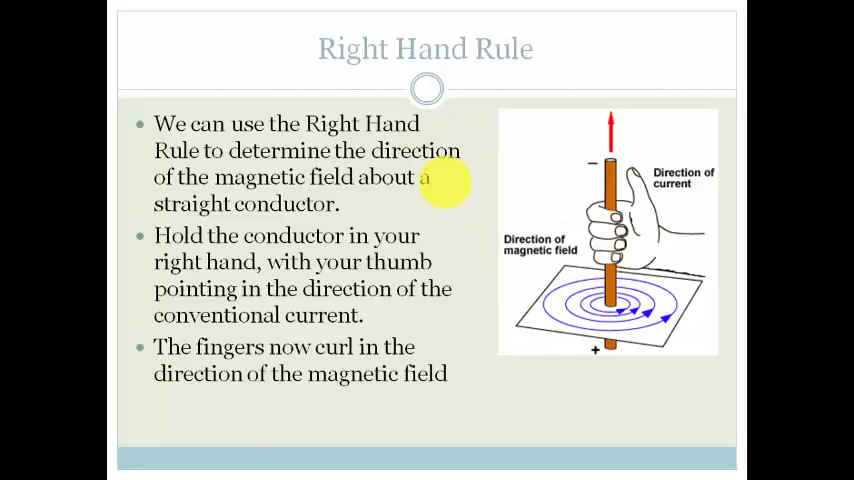 Right Hand Rule
We can use the Right Hand
Rule to determine the direction
of the magnetic field about a
straight conductor.
Hold the conductor in your
right hand, with your thumb
pointing in the direction of the
conventional current.
The fingers now curl in the
direction of the magnetic field
−
Direction of
current
Direction of
magnetic field
+